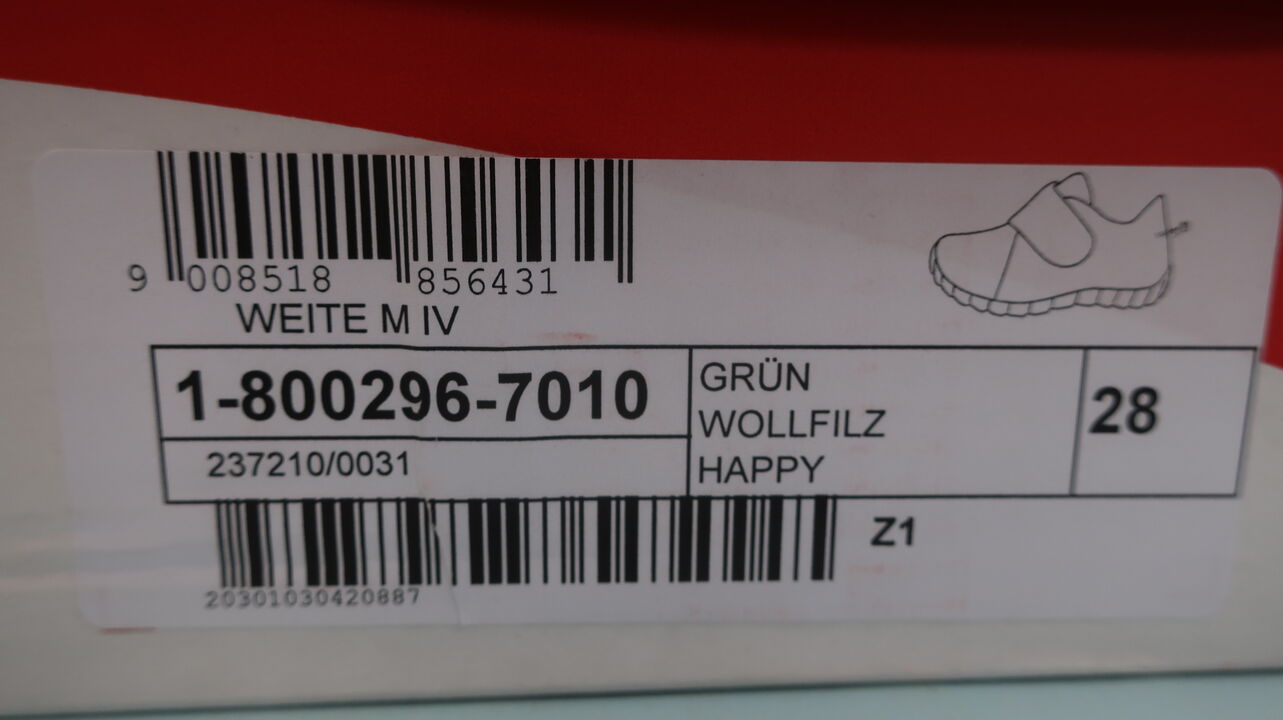 9 008518 856431
WEITE M IV
1-800296-7010
237210/0031
GRÜN
WOLLFILZ
HAPPY
28
Z1
20301030420887